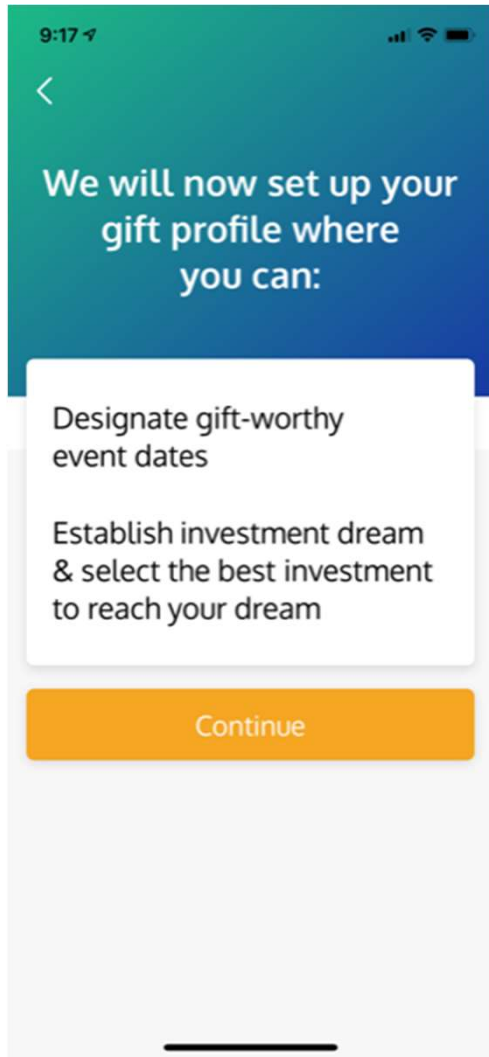 9:17
We will now set up your
gift profile where
you can:
Designate gift-worthy
event dates
Establish investment dream
& select the best investment
to reach your dream
Continue